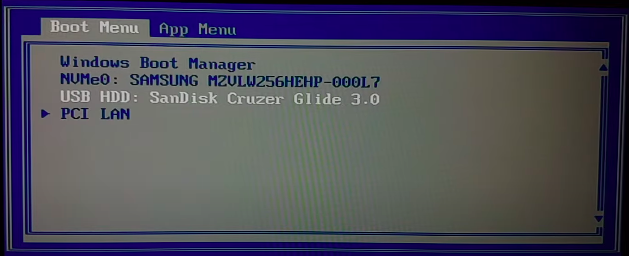 Boot Menu App Menu
Windows Boot Manager
NVMe0: SAMSUNG MZVLW256HEHP-000L7
USB HDD: SanDisk Cruzer Glide 3.0
PCI LAN